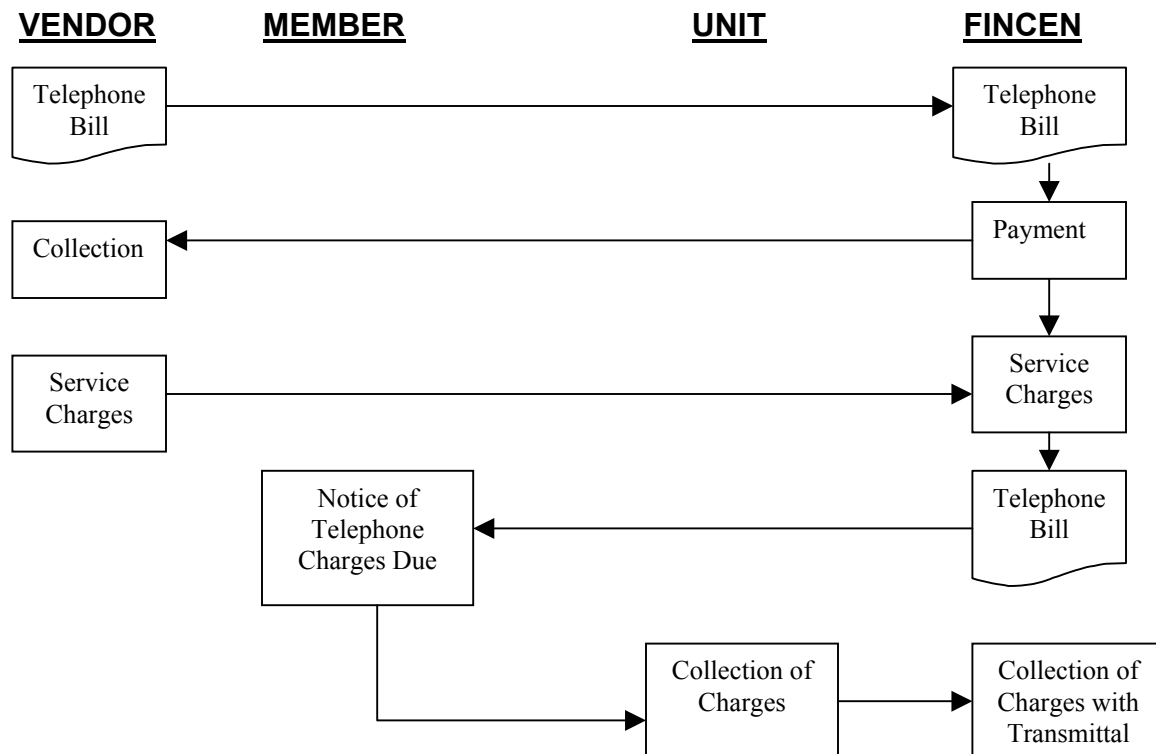 VENDOR MEMBER UNIT FINCEN
Telephone
Bill
Telephone
Bill
Collection
Payment
Service
Charges
Service
Charges
Notice of
Telephone
Charges Due
Telephone
Bill
Collection of
Charges
Collection of
Charges with
Transmittal